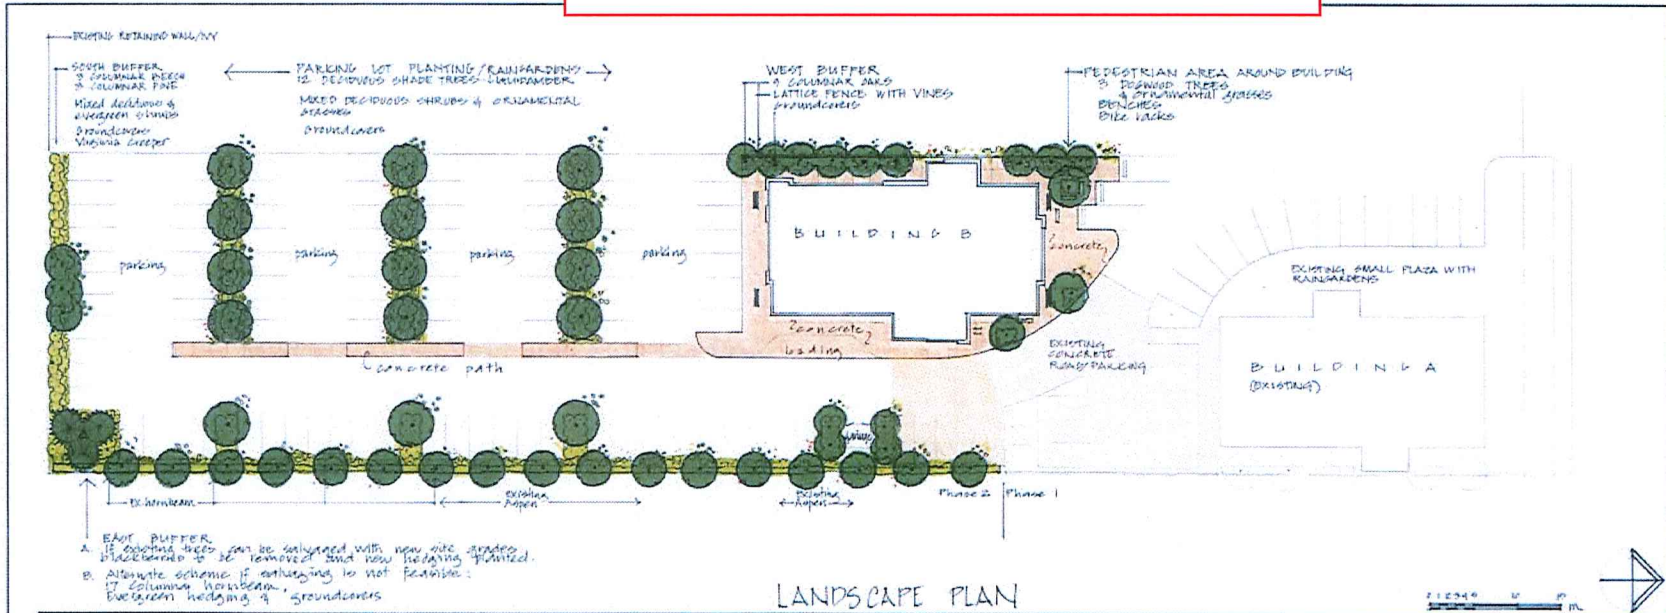 EXISTING RETAINING WALL/IVY
SOUTH BUFFER
3 COLUMNAR BEECH
3 COLUMNAR PINE
Mixed deciduous &
evergreen shrubs
Groundcovers
Virginia creeper
PARKING LOT PLANTING/RAINGARDENS
12 DECIDUOUS SHADE TREES - LIQUIDAMBER
MIXED DECIDUOUS SHRUBS & ORNAMENTAL
GRASSES
Groundcovers
WEST BUFFER
9 COLUMNAR OAKS
LATTICE FENCE WITH VINES
Groundcovers
PEDESTRIAN AREA AROUND BUILDING
3 DOGWOOD TREES
& ornamental grasses
BENCHES
Bike racks
parking
parking
parking
parking
BUILDING B
concrete
EXISTING SMALL PLAZA WITH
RAINGARDENS
concrete
loading
concrete path
EXISTING
CONCRETE
ROAD/PARKING
BUILDING A
(EXISTING)
Ex. hornbeam
existing
Aspen
Existing
Aspen
Phase 2
Phase 1
EAST BUFFER
A. If existing trees can be salvaged with new site grades
blackberries to be removed and new hedging planted.
B. Alternate scheme if salvaging is not feasible:
17 Columnar hornbeam,
Evergreen hedging & groundcovers
LANDSCAPE PLAN
m